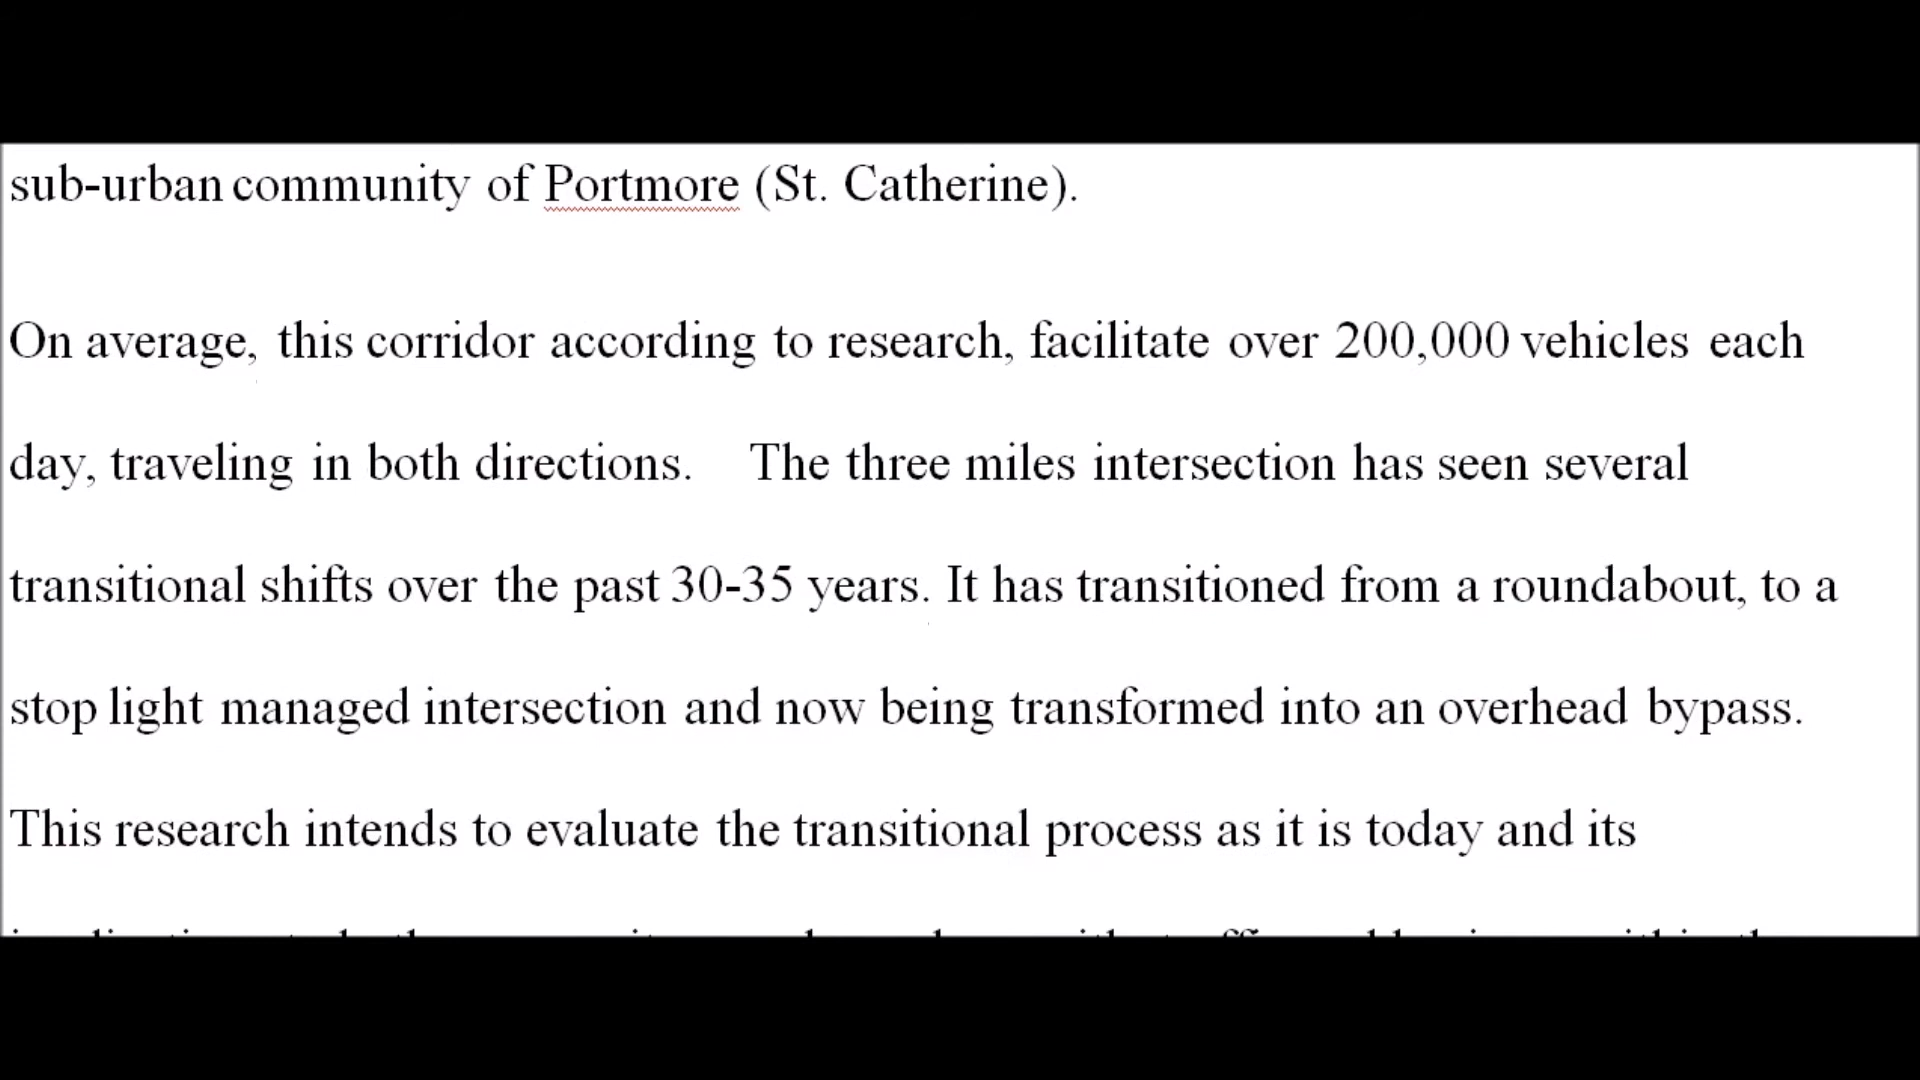 sub-urban community of Portmore (St. Catherine).
On average, this corridor according to research, facilitate over 200,000 vehicles each
day, traveling in both directions. The three miles intersection has seen several
transitional shifts over the past 30-35 years. It has transitioned from a roundabout, to a
stop light managed intersection and now being transformed into an overhead bypass.
This research intends to evaluate the transitional process as it is today and its